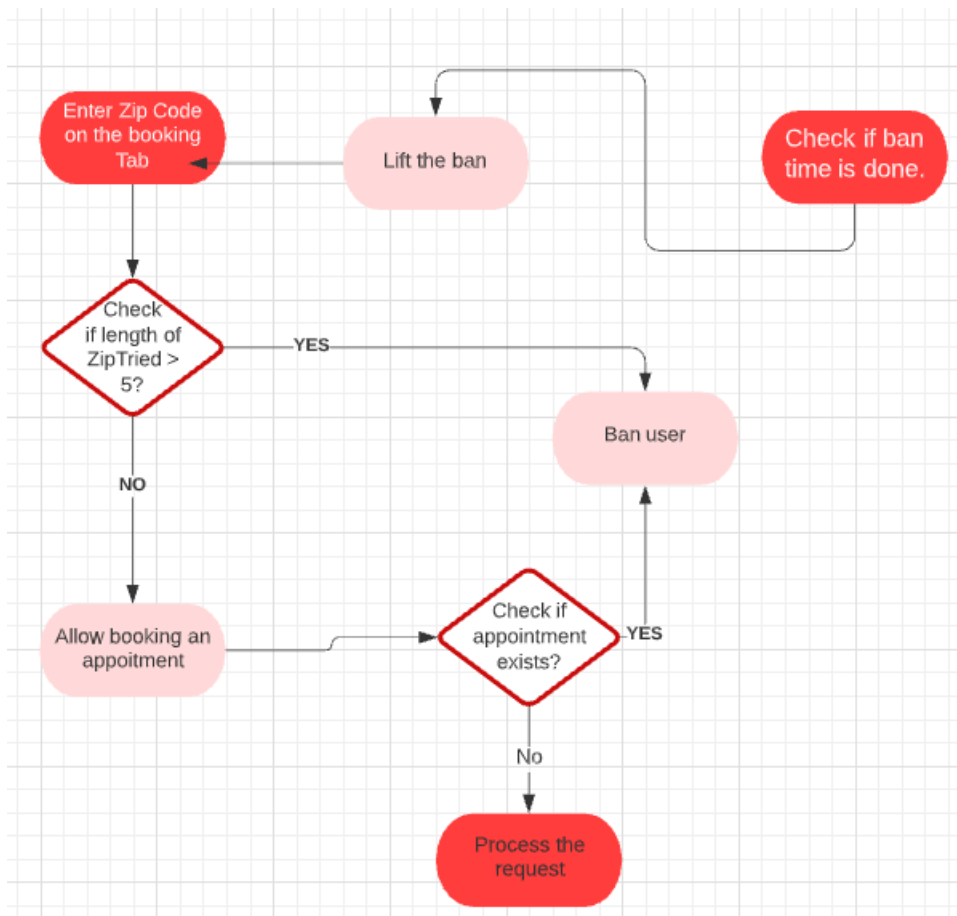 Enter Zip Code
on the booking
Tab
Lift the ban
Check if ban
time is done.
Check
if length of
ZipTried >
5?
YES
Ban user
NO
Allow booking an
appoitment
Check if
appointment
exists?
YES
No
Process the
request